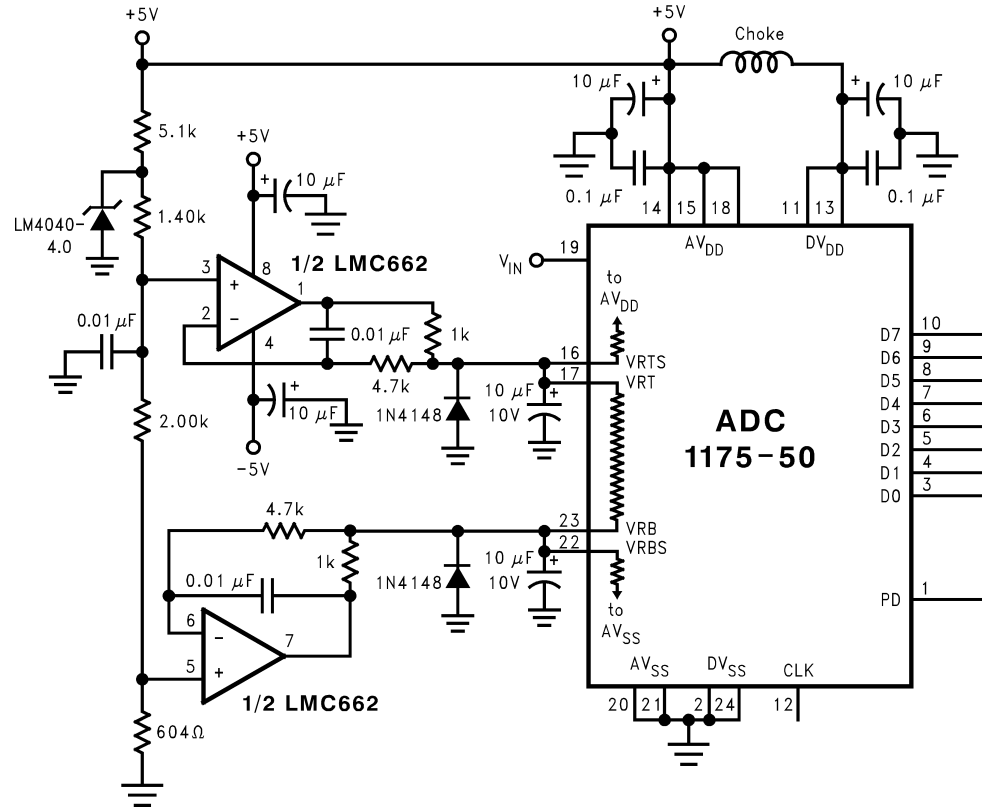 +5V
+5V
Choke
10 μF
+
+
10 μF
5.1k
+5V
+
10 μF
0.1 μF
0.1 μF
14
15
18
11
13
LM4040-
4.0
1.40k
AVDD
DVDD
1/2 LMC662
VIN
19
3
+
8
1
to
AVDD
2
−
4
0.01 μF
0.01 μF
1k
D7
10
16
VRTS
D6
9
17
VRT
4.7k
D5
8
+
10 μF
1N4148
10 μF
10V
+
D4
7
2.00k
ADC
1175-50
D3
6
D2
5
-5V
D1
4
D0
3
4.7k
23
VRB
22
VRBS
1k
10 μF
10V
+
1N4148
0.01 μF
PD
1
to
AVSS
6
−
7
5
+
AVSS
DVSS
CLK
1/2 LMC662
20
21
2
24
12
604Ω